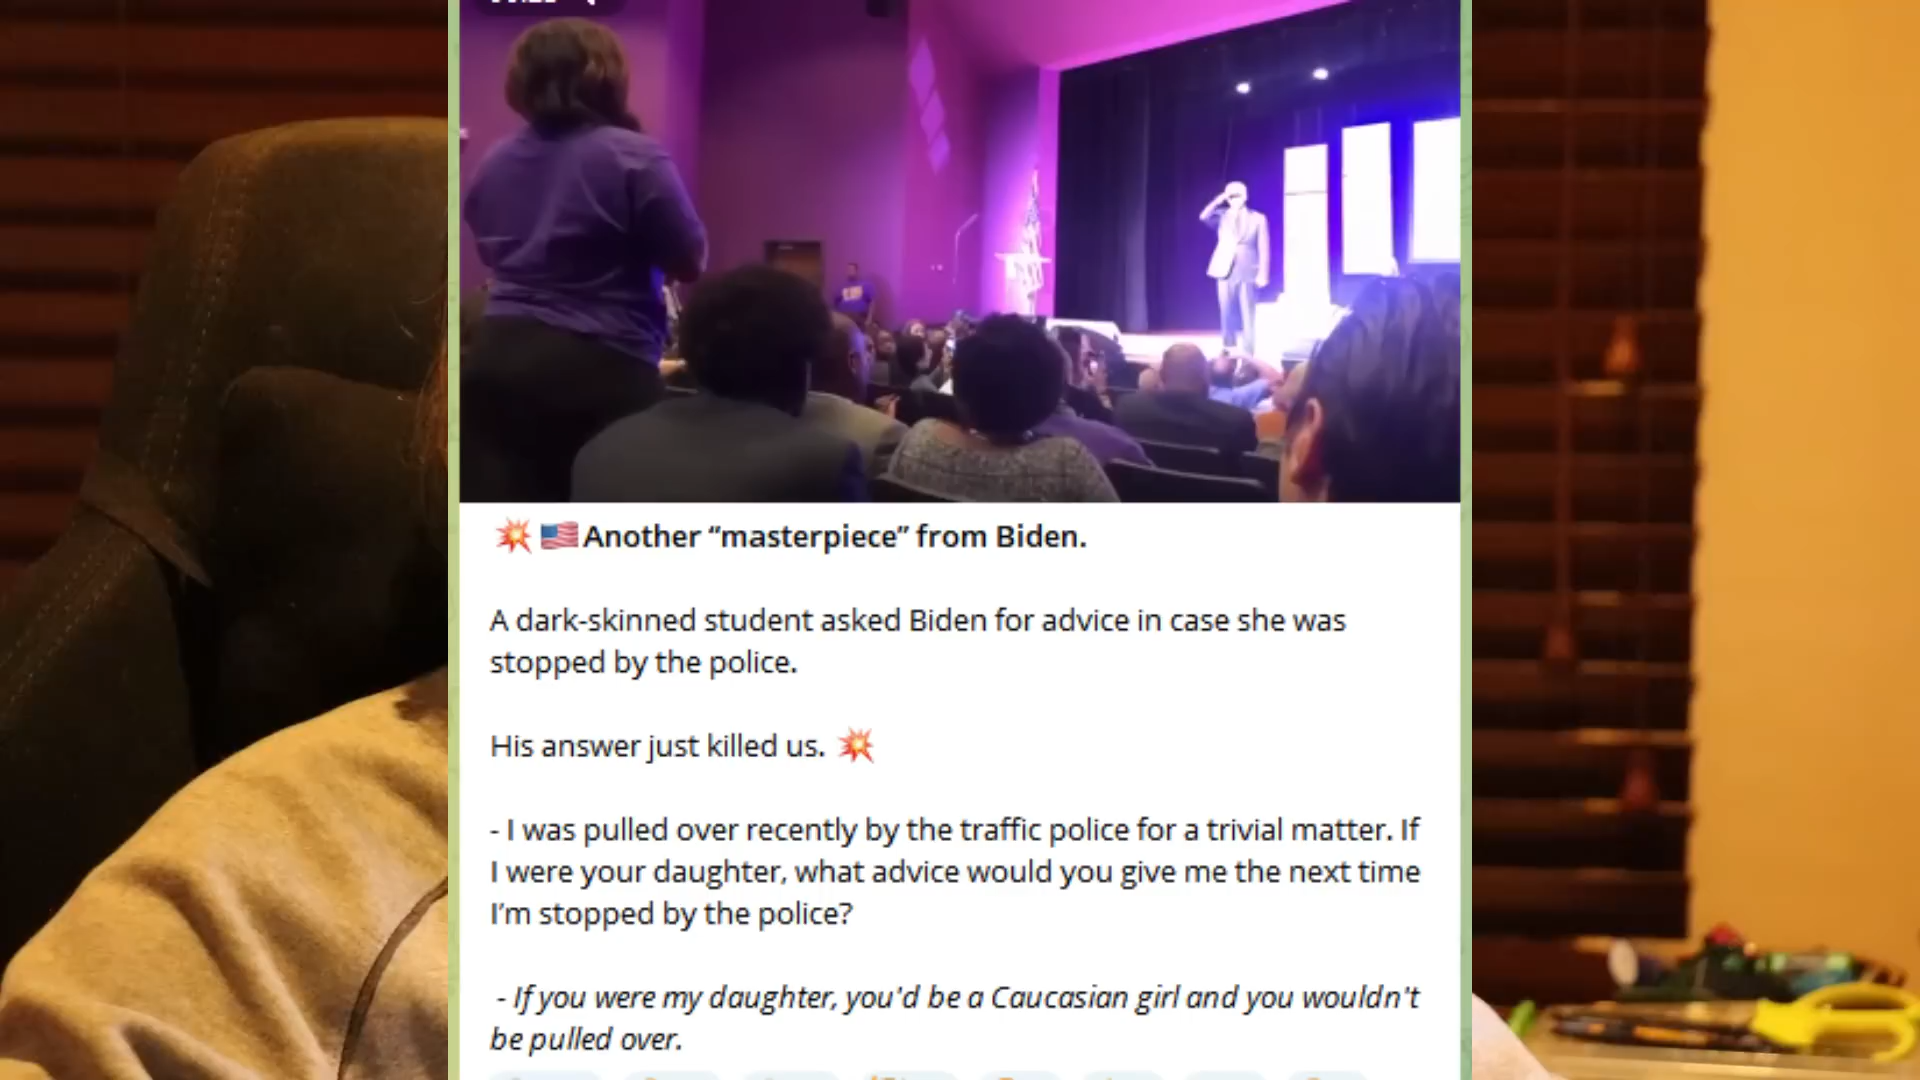 💥 🇺🇸Another “masterpiece” from Biden.
A dark-skinned student asked Biden for advice in case she was
stopped by the police.
His answer just killed us. 💥
- I was pulled over recently by the traffic police for a trivial matter. If
I were your daughter, what advice would you give me the next time
I’m stopped by the police?
- If you were my daughter, you'd be a Caucasian girl and you wouldn't
be pulled over.